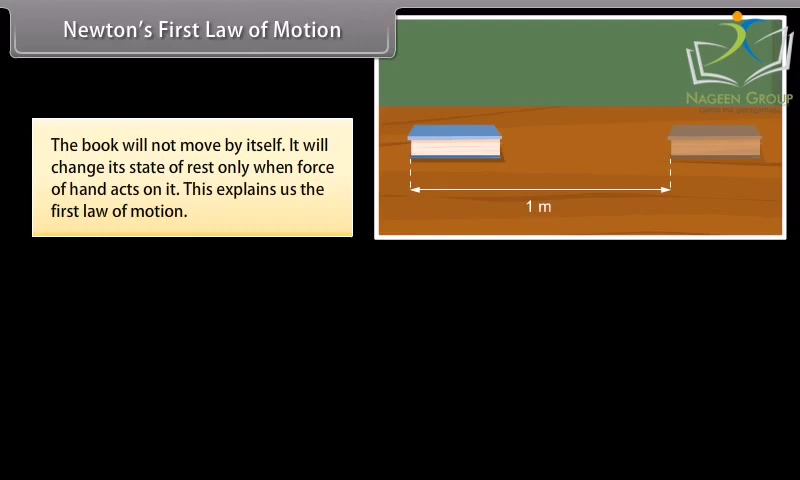 Newton's First Law of Motion
NAGEEN GROUP
The book will not move by itself. It will
change its state of rest only when force
of hand acts on it. This explains us the
first law of motion.
1 m